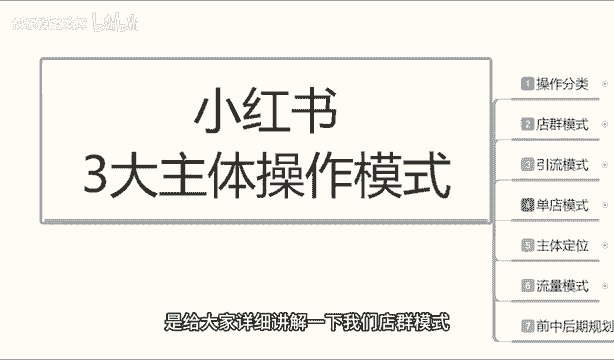 小红书
3大主体操作模式
1 操作分类
2 店群模式
3 引流模式
4 单店模式
5 主体定位
6 流量模式
7 前中后期规划
是给大家详细讲解一下我们店群模式